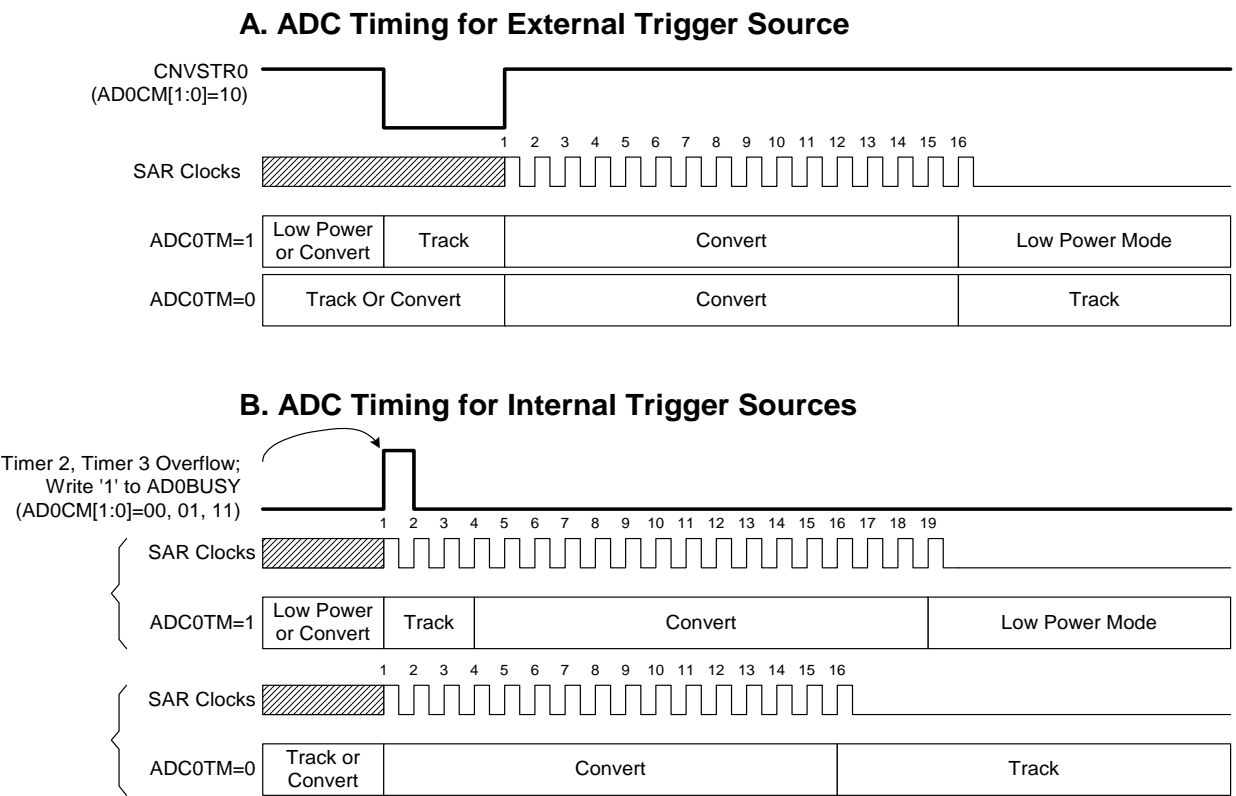 A. ADC Timing for External Trigger Source
CNVSTR0
(AD0CM[1:0]=10)
1 2 3 4 5 6 7 8 9 10 11 12 13 14 15 16
SAR Clocks
ADC0TM=1
Low Power
or Convert
Track
Convert
Low Power Mode
ADC0TM=0
Track Or Convert
Convert
Track
B. ADC Timing for Internal Trigger Sources
Timer 2, Timer 3 Overflow;
Write '1' to AD0BUSY
(AD0CM[1:0]=00, 01, 11)
1 2 3 4 5 6 7 8 9 10 11 12 13 14 15 16 17 18 19
SAR Clocks
ADC0TM=1
Low Power
or Convert
Track
Convert
Low Power Mode
1 2 3 4 5 6 7 8 9 10 11 12 13 14 15 16
SAR Clocks
ADC0TM=0
Track or
Convert
Convert
Track